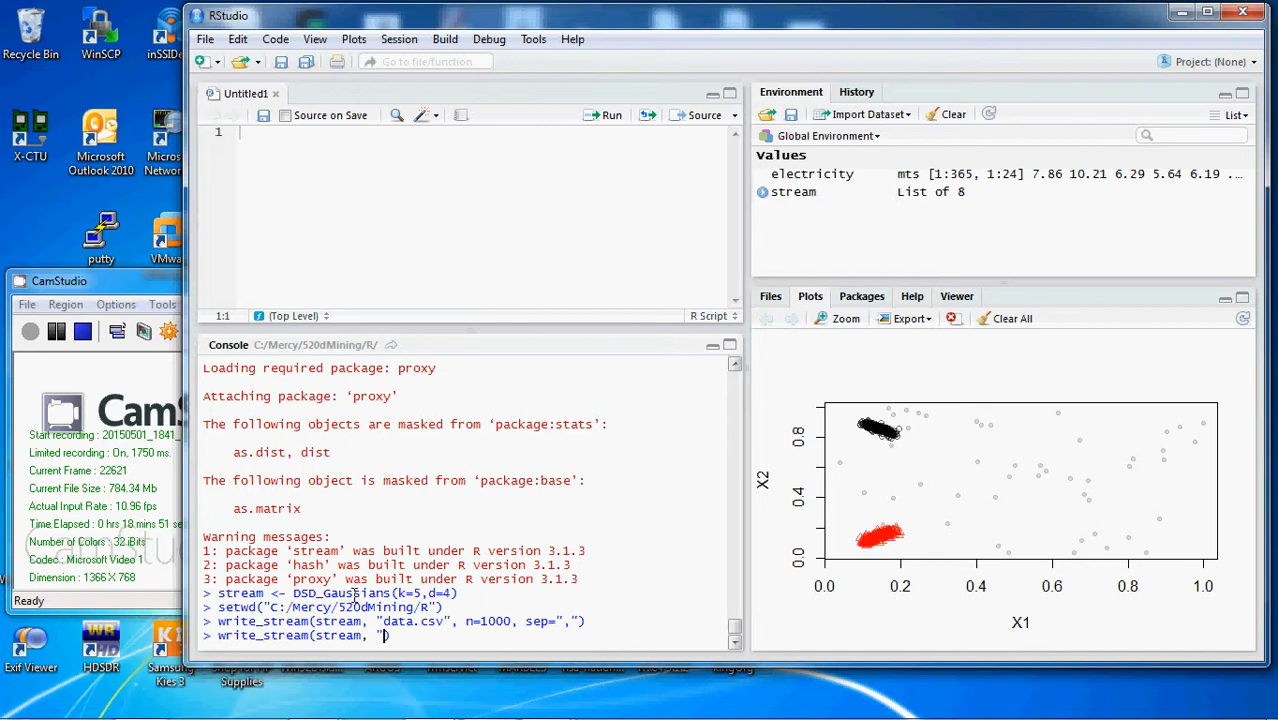 Recycle Bin
WinSCP
inSSIDe
X-CTU
Microsoft
Outlook 2010
Micros
Networ
putty
VMwa
RStudio
File Edit Code View Plots Session Build Debug Tools Help
Go to file/function
Project: (None)
Untitled1
Source on Save
Run
Source
1
1:1
(Top Level)
R Script
Console C:/Mercy/520dMining/R/
Loading required package: proxy
Attaching package: ‘proxy’
The following objects are masked from ‘package:stats’:
as.dist, dist
The following object is masked from ‘package:base’:
as.matrix
Warning messages:
1: package ‘stream’ was built under R version 3.1.3
2: package ‘hash’ was built under R version 3.1.3
3: package ‘proxy’ was built under R version 3.1.3
> stream <- DSD_Gaussians(k=5,d=4)
> setwd("C:/Mercy/520dMining/R")
> write_stream(stream, "data.csv", n=1000, sep=",")
> write_stream(stream, ")
Environment History
Import Dataset
Clear
List
Global Environment
Values
electricity mts [1:365, 1:24] 7.86 10.21 6.29 5.64 6.19 ...
stream List of 8
Files Plots Packages Help Viewer
Zoom
Export
Clear All
X2
0.0 0.4 0.8
0.0 0.2 0.4 0.6 0.8 1.0
X1
CamStudio
File Region Options Tools
CamS
Start recording : 20150501_1841_
Limited recording : On, 1750 ms.
Current Frame : 22621
Current File Size : 784.34 Mb
Actual Input Rate : 10.96 fps
Time Elapsed : 0 hrs 18 mins 51 s
Number of Colors : 32 iBits
Codec : Microsoft Video 1
Dimension : 1366 X 768
Ready
Exif Viewer
HDSDR
Samsung
Kies 3
Supplies